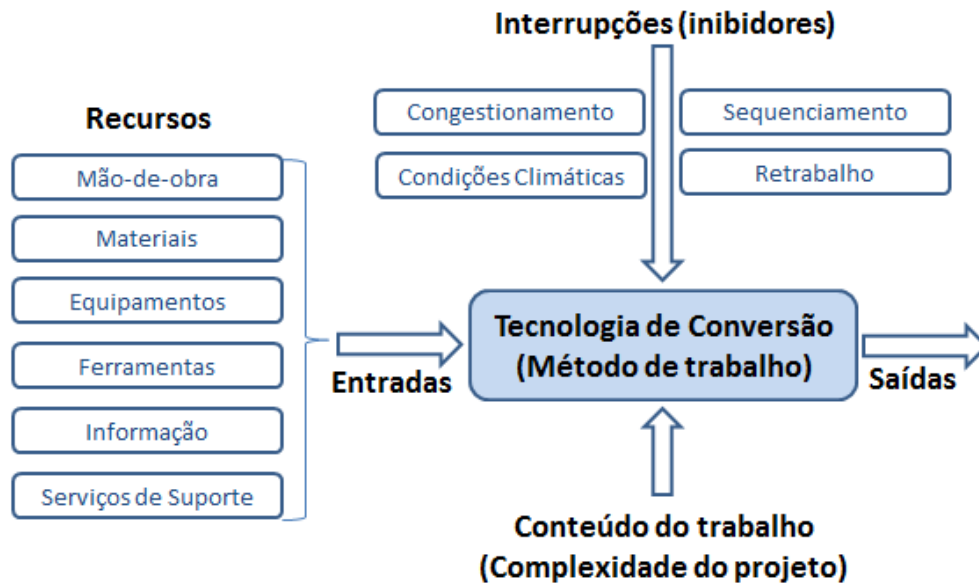 Interrupções (inibidores)
Congestionamento
Sequenciamento
Condições Climáticas
Retrabalho
Recursos
Mão-de-obra
Materiais
Equipamentos
Ferramentas
Informação
Serviços de Suporte
Entradas
Tecnologia de Conversão
(Método de trabalho)
Saídas
Conteúdo do trabalho
(Complexidade do projeto)